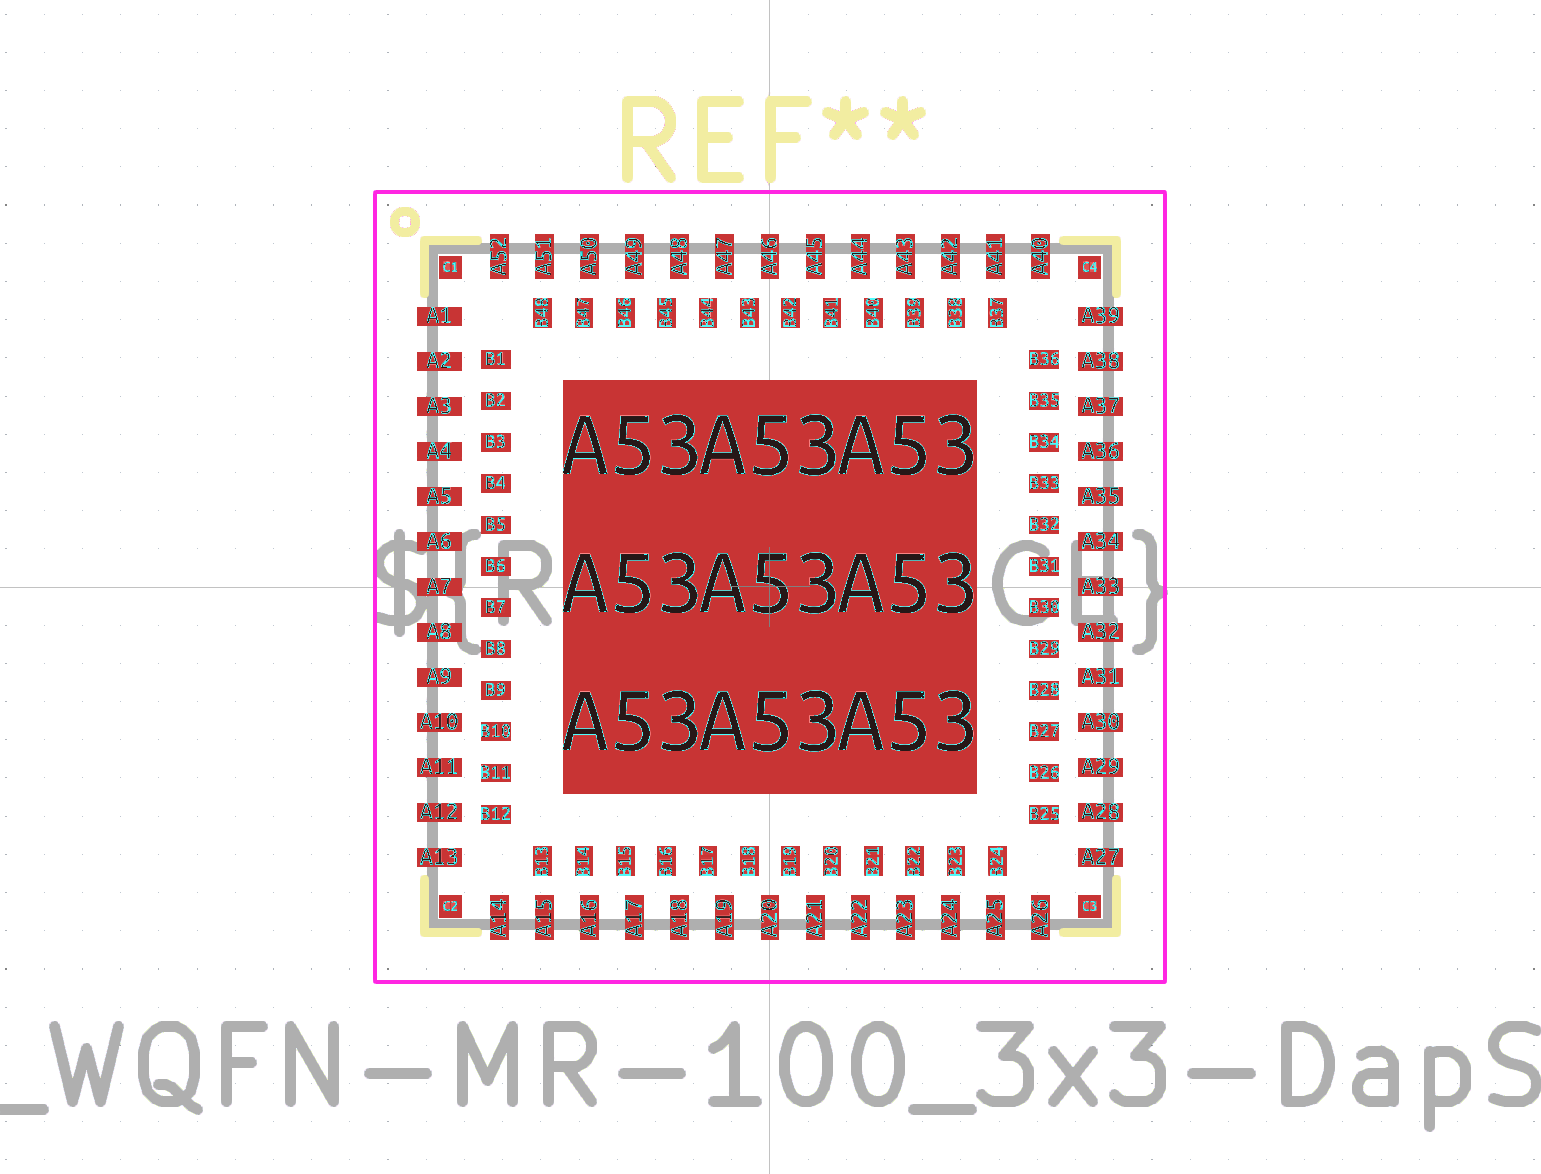 REF**
C1 A52 A51 A50 A49 A48 A47 A46 A45 A44 A43 A42 A41 A40 C4
B48 B47 B46 B45 B44 B43 B42 B41 B40 B39 B38 B37
A1 A39
B1 B36
A2 A38
B2 B35
A3 A37
A53A53A53
B3 B34
A4 A36
B4 B33
A5 A35
B5 B32
A6 A34
${R CE}
B6 B31
A7 A53A53A53 A33
B7 B30
A8 A32
B8 B29
A9 A31
B9 B28
A10 A53A53A53 A30
B10 B27
A11 A29
B11 B26
A12 A28
B12 B25
A13 A27
B13 B14 B15 B16 B17 B18 B19 B20 B21 B22 B23 B24
C2 A14 A15 A16 A17 A18 A19 A20 A21 A22 A23 A24 A25 A26 C3
_WQFN-MR-100_3x3-DapS